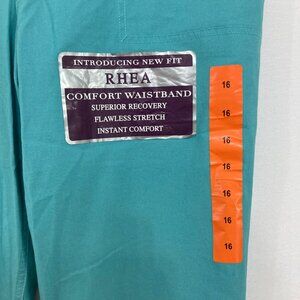 INTRODUCING NEW FIT
RHEA
COMFORT WAISTBAND
SUPERIOR RECOVERY
FLAWLESS STRETCH
INSTANT COMFORT
16
16
16
16
16
16
16